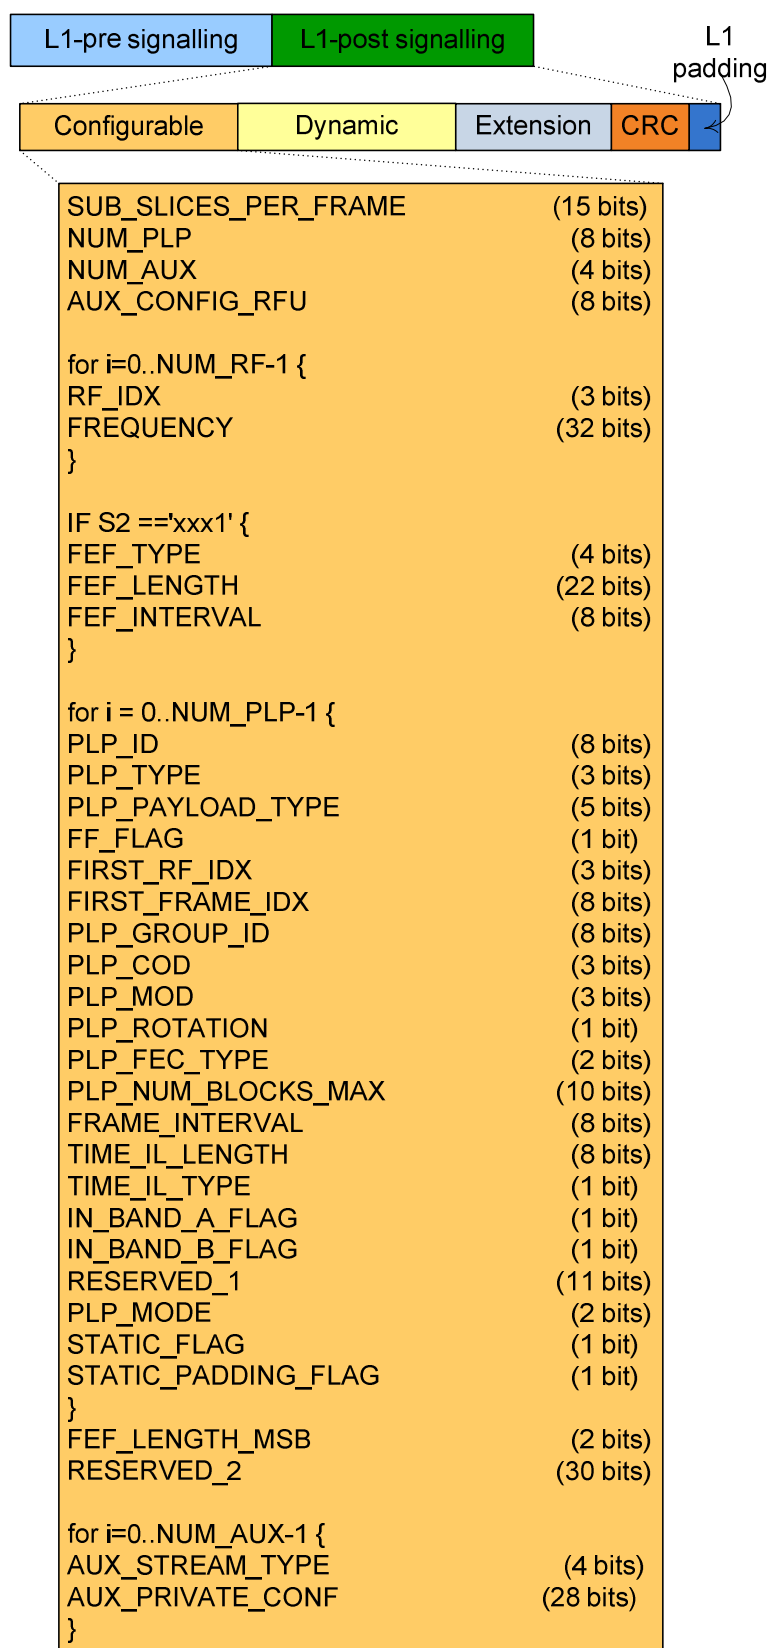 L1-pre signalling L1-post signalling
L1
padding
Configurable Dynamic Extension CRC
SUB_SLICES_PER_FRAME (15 bits)
NUM_PLP (8 bits)
NUM_AUX (4 bits)
AUX_CONFIG_RFU (8 bits)
for i=0..NUM_RF-1 {
RF_IDX (3 bits)
FREQUENCY (32 bits)
}
IF S2 =='xxx1' {
FEF_TYPE (4 bits)
FEF_LENGTH (22 bits)
FEF_INTERVAL (8 bits)
}
for i = 0..NUM_PLP-1 {
PLP_ID (8 bits)
PLP_TYPE (3 bits)
PLP_PAYLOAD_TYPE (5 bits)
FF_FLAG (1 bit)
FIRST_RF_IDX (3 bits)
FIRST_FRAME_IDX (8 bits)
PLP_GROUP_ID (8 bits)
PLP_COD (3 bits)
PLP_MOD (3 bits)
PLP_ROTATION (1 bit)
PLP_FEC_TYPE (2 bits)
PLP_NUM_BLOCKS_MAX (10 bits)
FRAME_INTERVAL (8 bits)
TIME_IL_LENGTH (8 bits)
TIME_IL_TYPE (1 bit)
IN_BAND_A_FLAG (1 bit)
IN_BAND_B_FLAG (1 bit)
RESERVED_1 (11 bits)
PLP_MODE (2 bits)
STATIC_FLAG (1 bit)
STATIC_PADDING_FLAG (1 bit)
}
FEF_LENGTH_MSB (2 bits)
RESERVED_2 (30 bits)
for i=0..NUM_AUX-1 {
AUX_STREAM_TYPE (4 bits)
AUX_PRIVATE_CONF (28 bits)
}